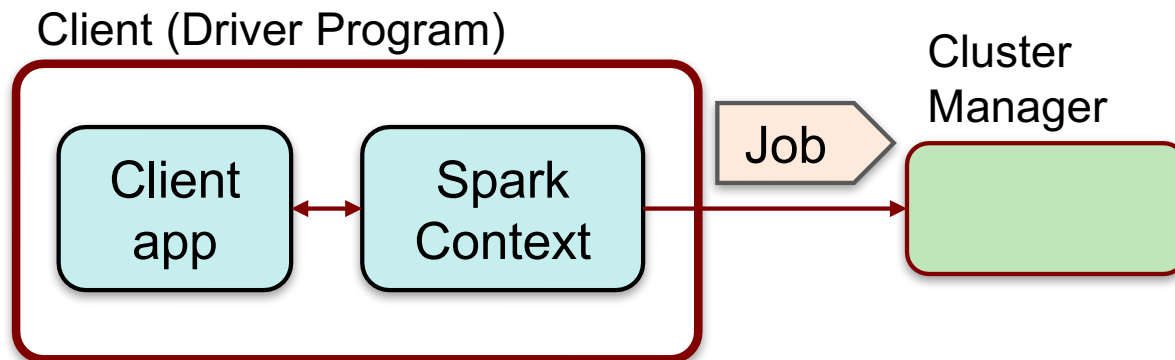 Client (Driver Program)
Cluster
Manager
Job
Client
app
Spark
Context